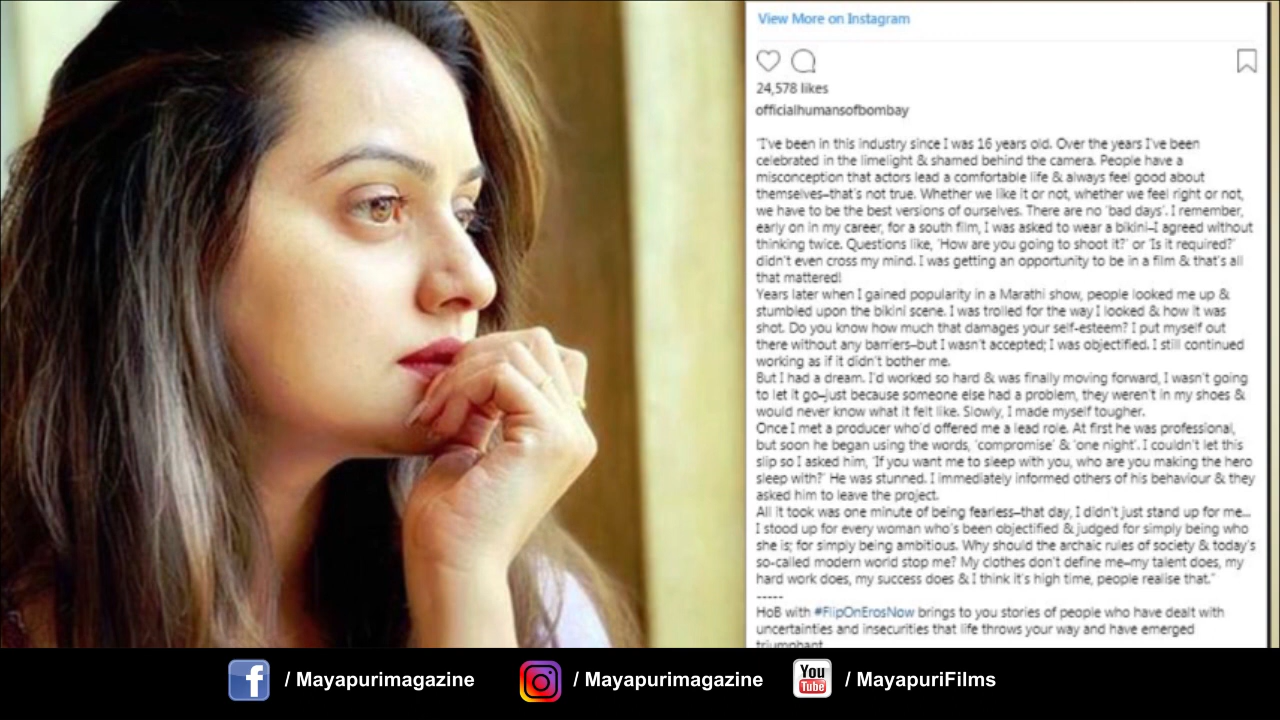 View More on Instagram
24,578 likes
officialhumansofbombay
"I've been in this industry since I was 16 years old. Over the years I've been
celebrated in the limelight & shamed behind the camera. People have a
misconception that actors lead a comfortable life & always feel good about
themselves–that's not true. Whether we like it or not, whether we feel right or not,
we have to be the best versions of ourselves. There are no 'bad days'. I remember,
early on in my career, for a south film, I was asked to wear a bikini–I agreed without
thinking twice. Questions like, 'How are you going to shoot it?' or 'Is it required?'
didn't even cross my mind. I was getting an opportunity to be in a film & that's all
that mattered!
Years later when I gained popularity in a Marathi show, people looked me up &
stumbled upon the bikini scene. I was trolled for the way I looked & how it was
shot. Do you know how much that damages your self-esteem? I put myself out
there without any barriers–but I wasn't accepted; I was objectified. I still continued
working as if it didn't bother me.
But I had a dream. I'd worked so hard & was finally moving forward, I wasn't going
to let it go–just because someone else had a problem, they weren't in my shoes &
would never know what it felt like. Slowly, I made myself tougher.
Once I met a producer who'd offered me a lead role. At first he was professional,
but soon he began using the words, 'compromise' & 'one night'. I couldn't let this
slip so I asked him, 'If you want me to sleep with you, who are you making the hero
sleep with?' He was stunned. I immediately informed others of his behaviour & they
asked him to leave the project.
All it took was one minute of being fearless–that day, I didn't just stand up for me...
I stood up for every woman who's been objectified & judged for simply being who
she is; for simply being ambitious. Why should the archaic rules of society & today's
so-called modern world stop me? My clothes don't define me–my talent does, my
hard work does, my success does & I think it's high time, people realise that."
-----
HoB with #FlipOnErosNow brings to you stories of people who have dealt with
uncertainties and insecurities that life throws your way and have emerged
triumphant
f / Mayapurimagazine / Mayapurimagazine You Tube / MayapuriFilms